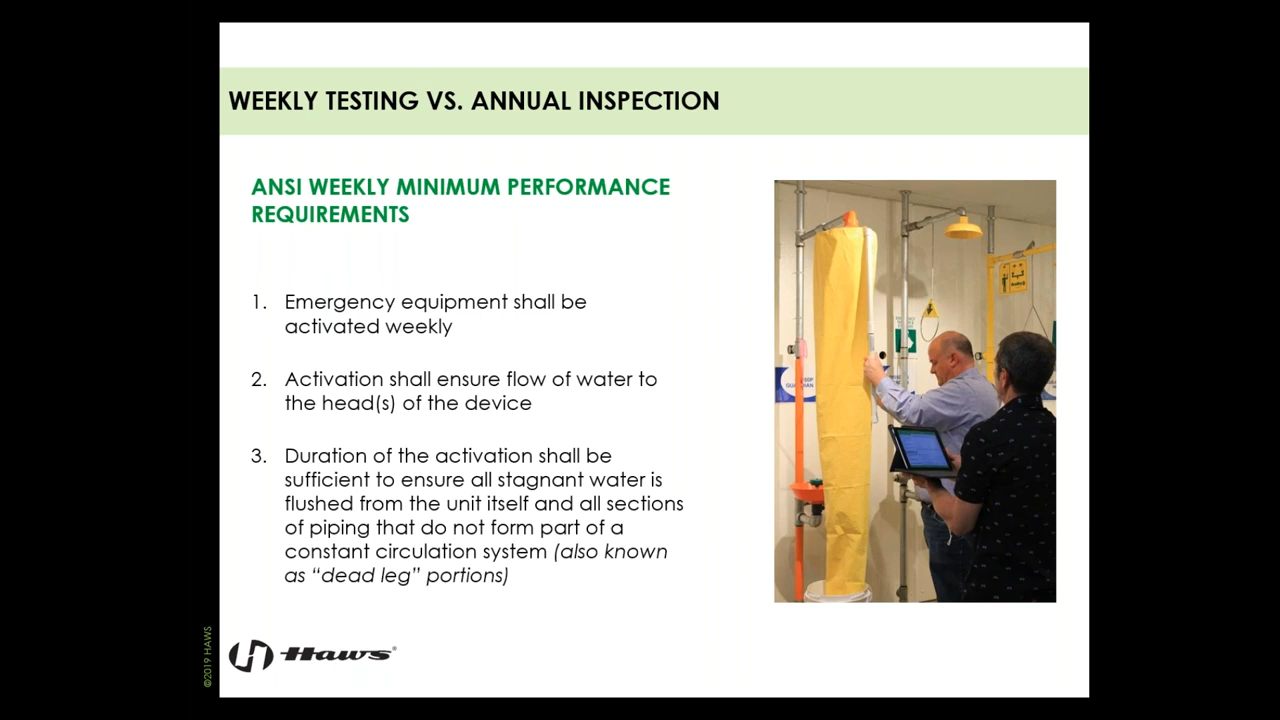 WEEKLY TESTING VS. ANNUAL INSPECTION
ANSI WEEKLY MINIMUM PERFORMANCE
REQUIREMENTS
1. Emergency equipment shall be
activated weekly
2. Activation shall ensure flow of water to
the head(s) of the device
3. Duration of the activation shall be
sufficient to ensure all stagnant water is
flushed from the unit itself and all sections
of piping that do not form part of a
constant circulation system (also known
as “dead leg” portions)
©2019 HAWS
Haws®